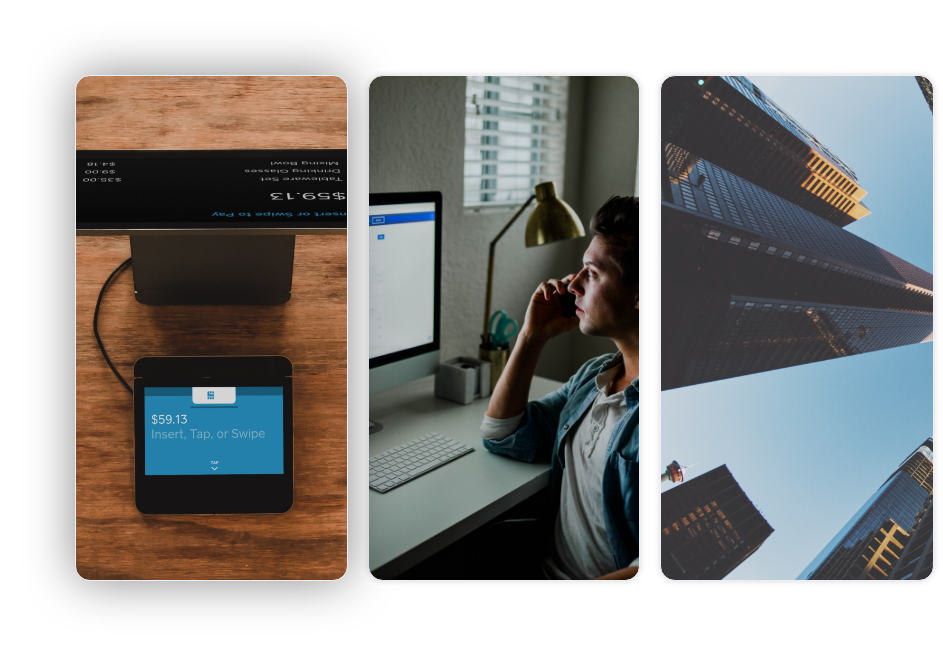 Mixing Bowl $4.18
Drinking Glasses $9.00
Tableware Set $35.00
$59.13
Insert or Swipe to Pay
$59.13
Insert, Tap, or Swipe
TAP